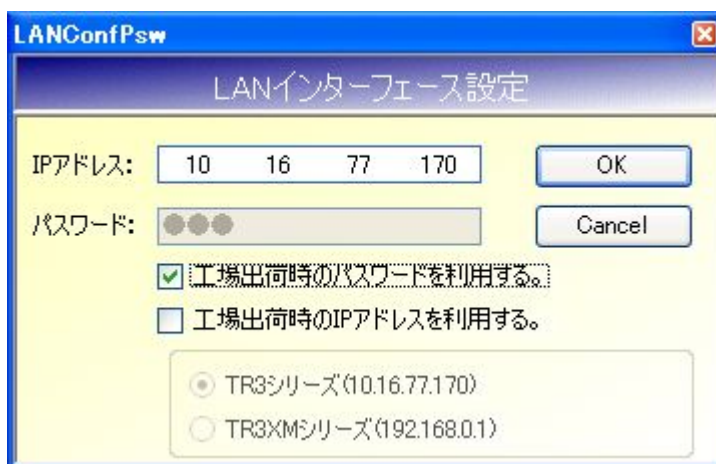 LANConfPsw
LANインターフェース設定
IPアドレス: 10 16 77 170 OK
パスワード: ●●● Cancel
工場出荷時のパスワードを利用する。
工場出荷時のIPアドレスを利用する。
TR3シリーズ(10.16.77.170)
TR3XMシリーズ(192.168.0.1)